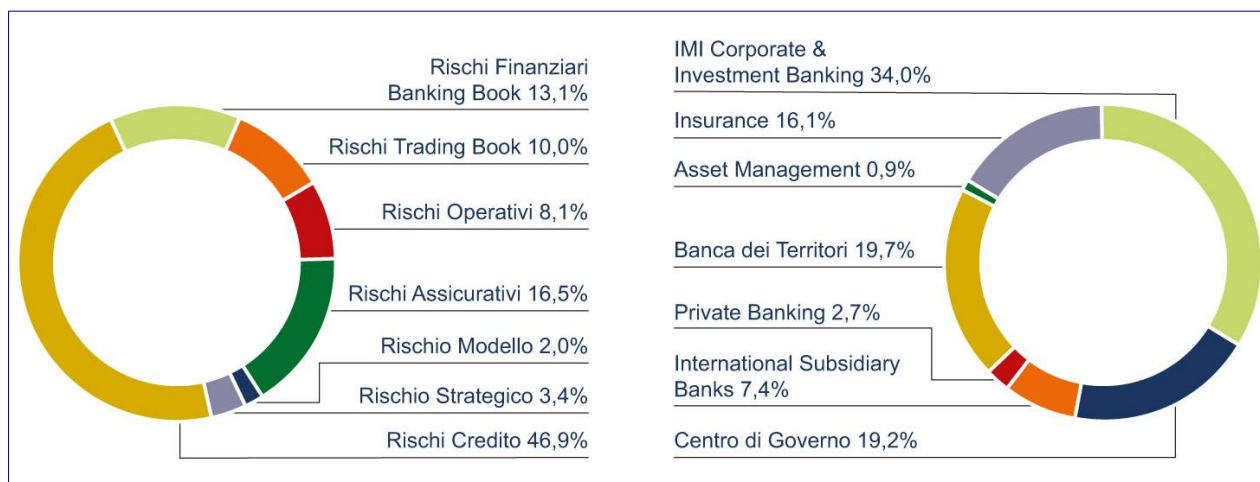 Rischi Finanziari
Banking Book 13,1%
Rischi Trading Book 10,0%
Rischi Operativi 8,1%
Rischi Assicurativi 16,5%
Rischio Modello 2,0%
Rischio Strategico 3,4%
Rischi Credito 46,9%
IMI Corporate &
Investment Banking 34,0%
Insurance 16,1%
Asset Management 0,9%
Banca dei Territori 19,7%
Private Banking 2,7%
International Subsidiary
Banks 7,4%
Centro di Governo 19,2%